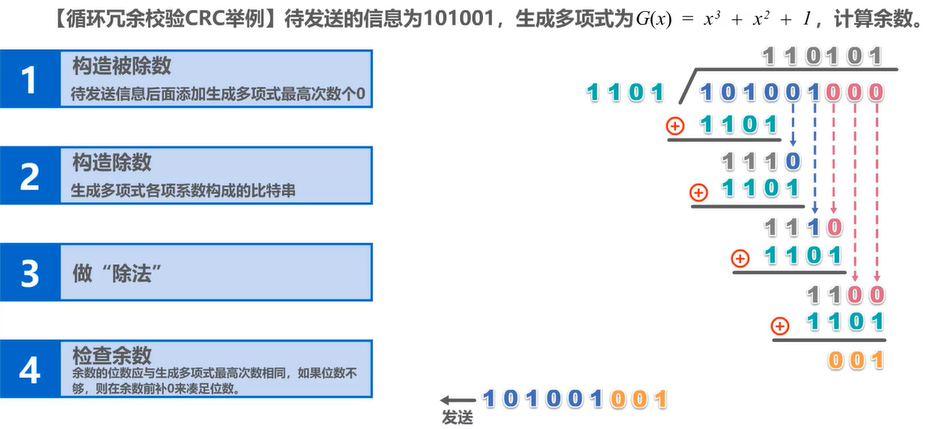 【循环冗余校验CRC举例】待发送的信息为101001，生成多项式为G(x) = x³ + x² + 1，计算余数。
1 构造被除数
待发送信息后面添加生成多项式最高次数个0
2 构造除数
生成多项式各项系数构成的比特串
3 做“除法”
4 检查余数
余数的位数应与生成多项式最高次数相同，如果位数不
够，则在余数前补0来凑足位数。
110101
1101 101001000
⊕ 1101
1110
⊕ 1101
1110
⊕ 1101
1100
⊕ 1101
001
101001001
发送